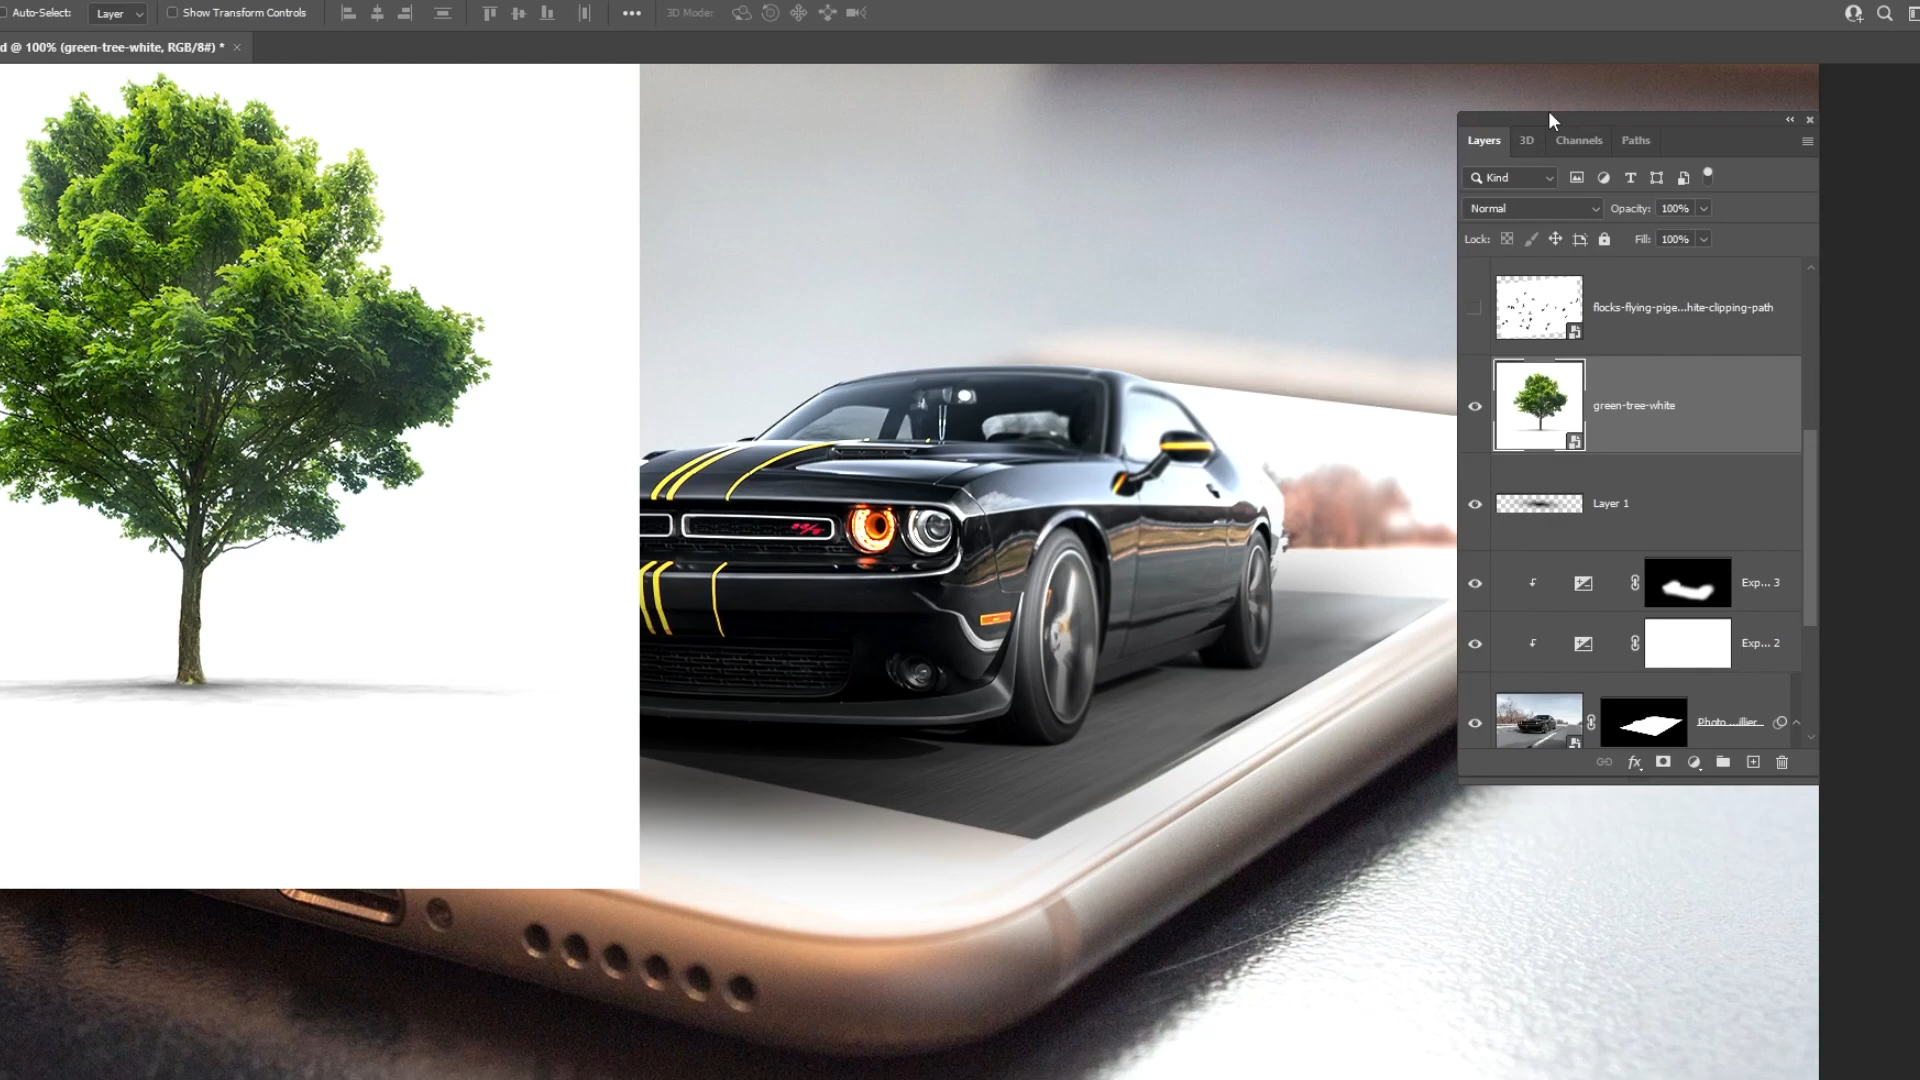 Auto-Select:
Layer
Show Transform Controls
3D Mode:
d @ 100% (green-tree-white, RGB/8#) *
Layers
3D
Channels
Paths
Kind
Normal
Opacity: 100%
Lock:
Fill: 100%
flocks-flying-pige...hite-clipping-path
green-tree-white
Layer 1
Exp... 3
Exp... 2
Photo ...illier
fx
R/T